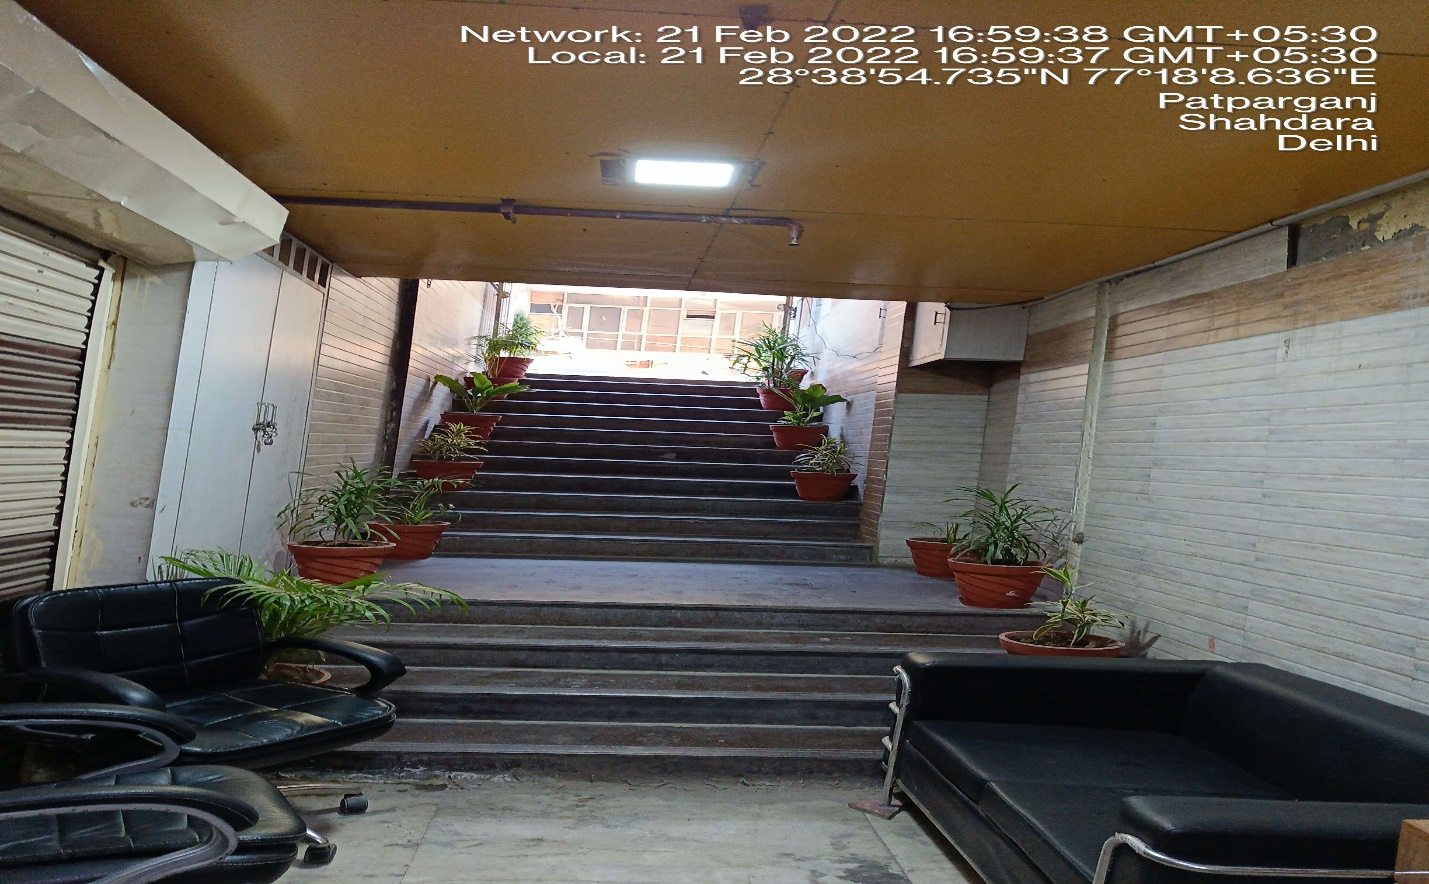 Network: 21 Feb 2022 16:59:38 GMT+05:30
Local: 21 Feb 2022 16:59:37 GMT+05:30
28°38'54.735"N 77°18'8.636"E
Patparganj
Shahdara
Delhi